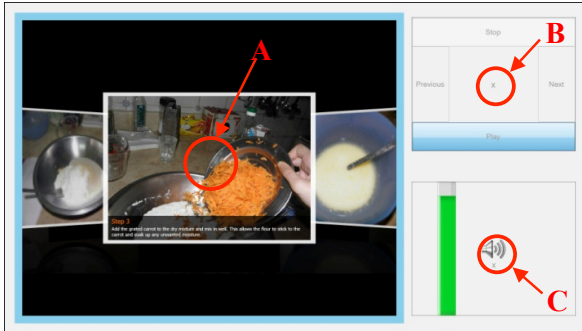 A
B
C
Stop
Previous
X
Next
Play
Step 3
Add the grated carrot to the dry mixture and mix in well. This allows the flour to stick to the
carrot and soak up any unwanted moisture.
X